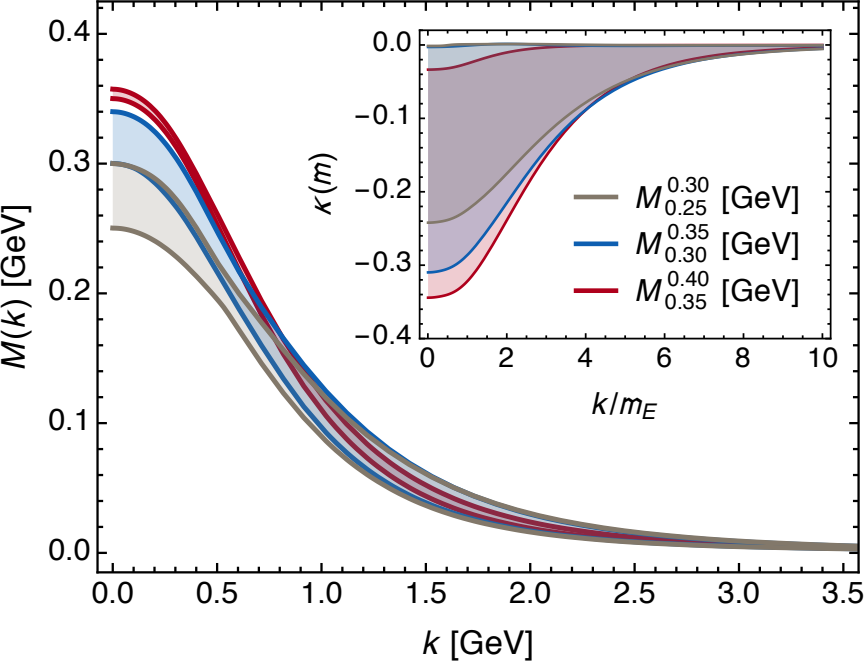 M(k) [GeV]
0.4
0.3
0.2
0.1
0.0
0.0 0.5 1.0 1.5 2.0 2.5 3.0 3.5
k [GeV]
κ(m)
0.0
−0.1
−0.2
−0.3
−0.4
0 2 4 6 8 10
k/m_E
M_{0.25}^{0.30} [GeV]
M_{0.30}^{0.35} [GeV]
M_{0.35}^{0.40} [GeV]